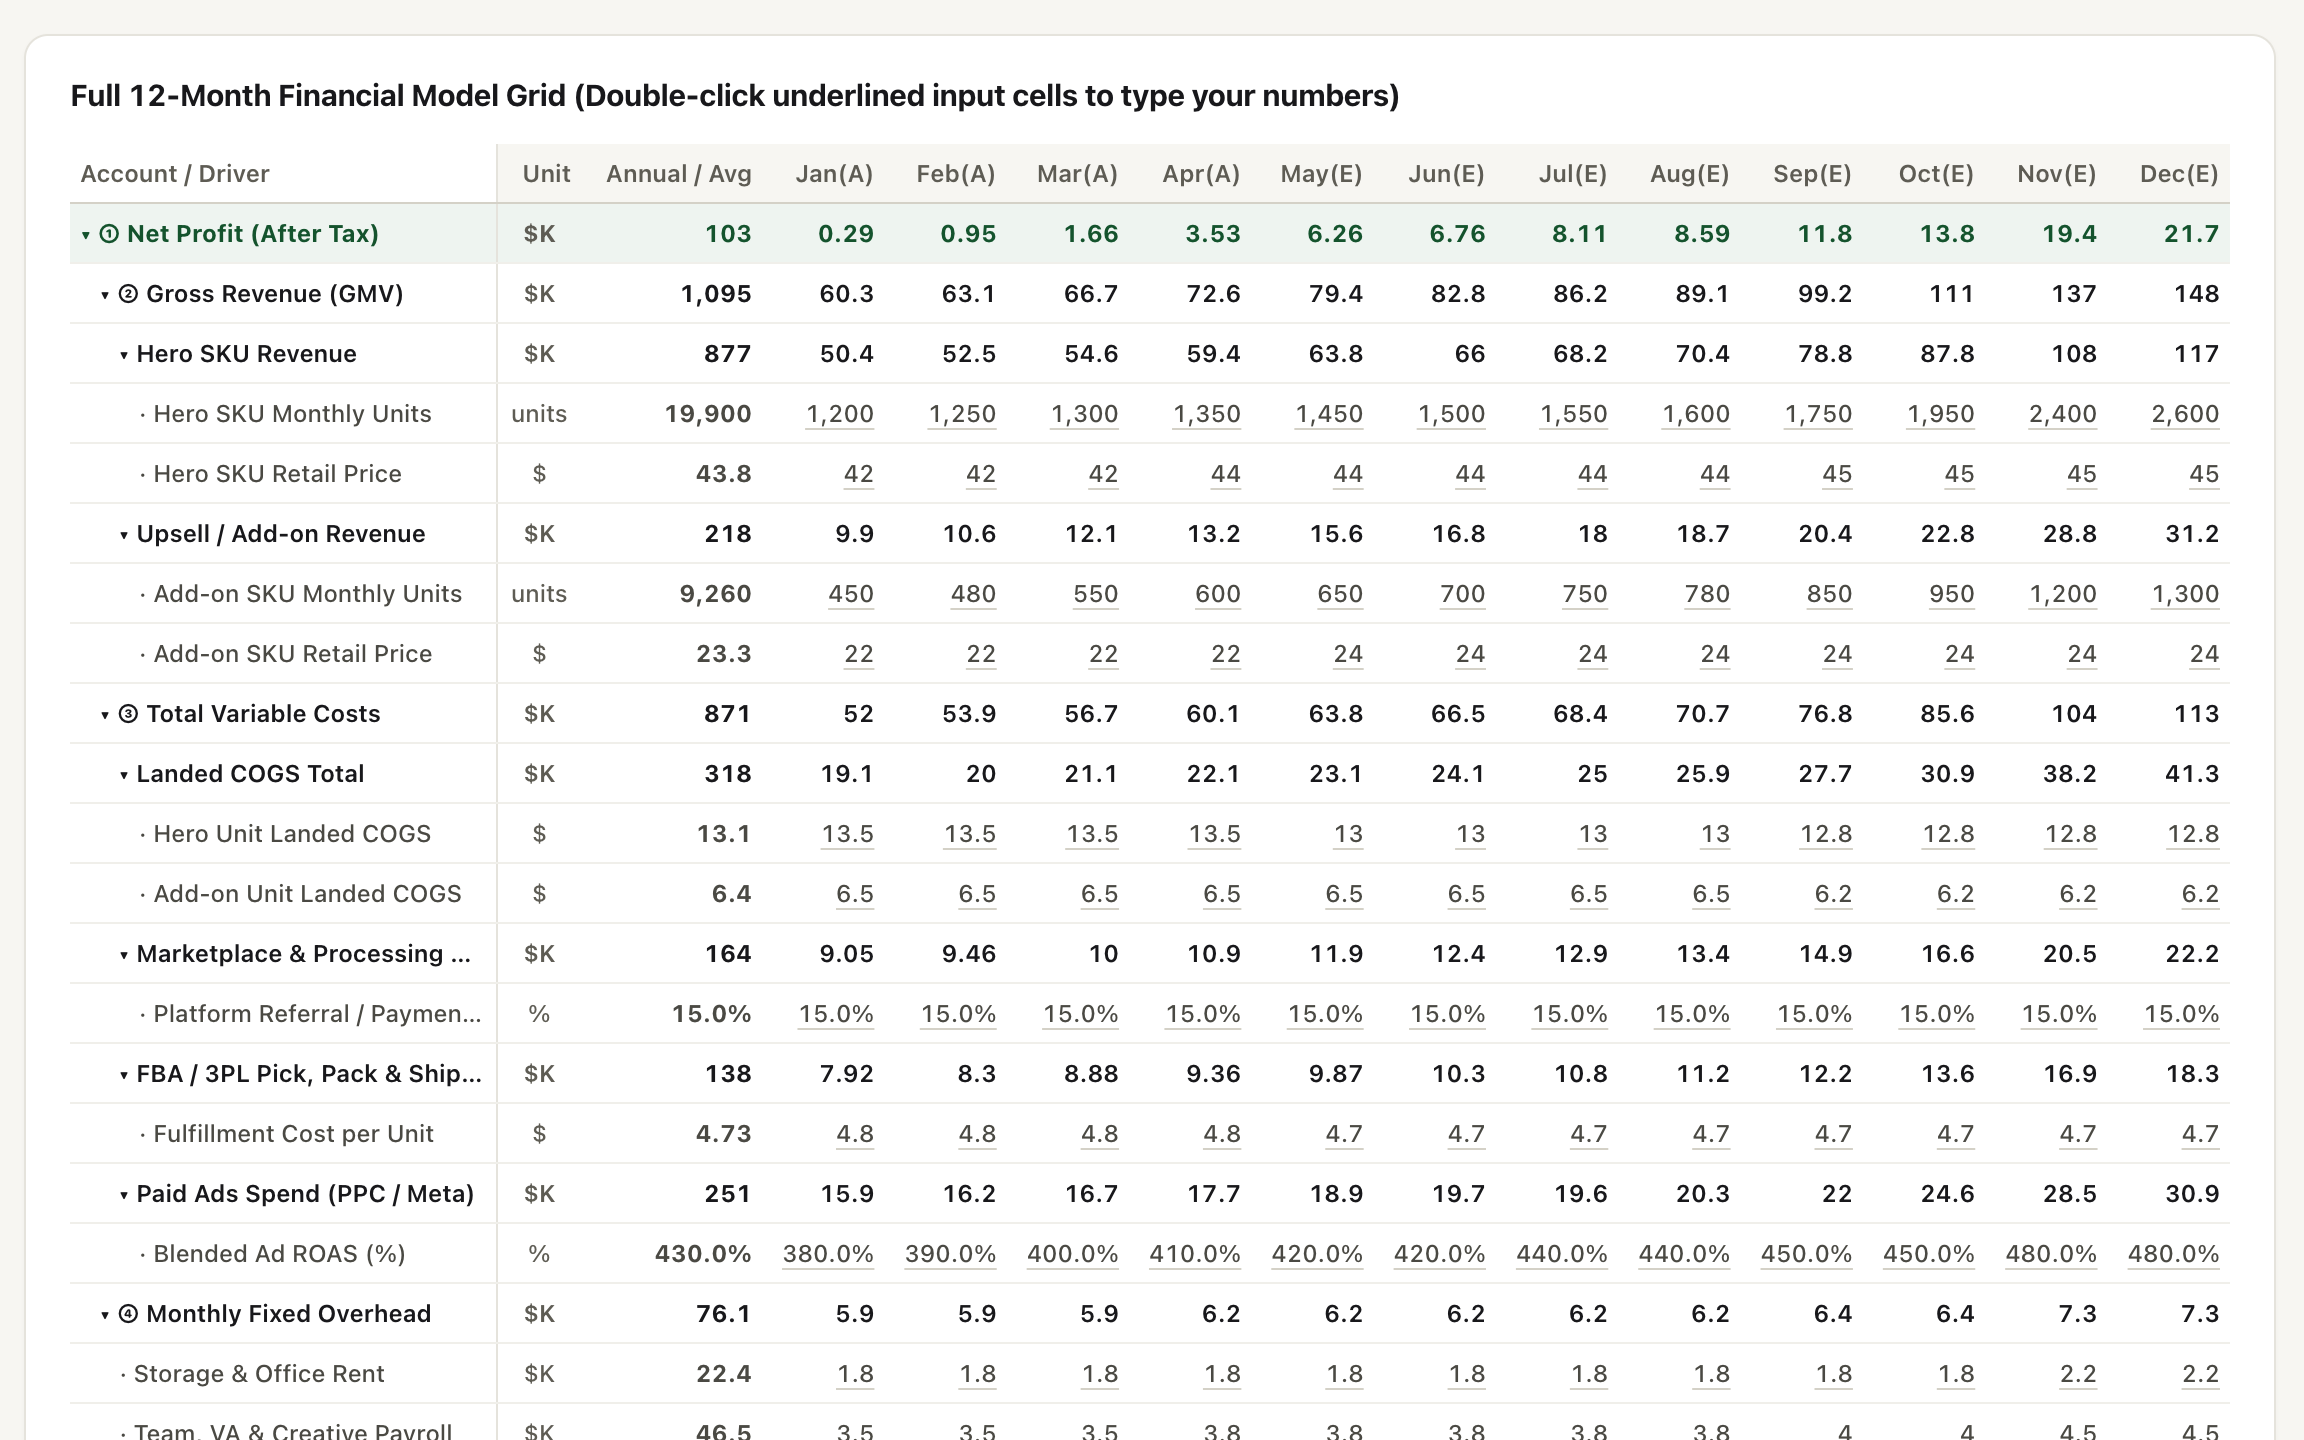 Full 12-Month Financial Model Grid (Double-click underlined input cells to type your numbers)
Account / Driver Unit Annual / Avg Jan(A) Feb(A) Mar(A) Apr(A) May(E) Jun(E) Jul(E) Aug(E) Sep(E) Oct(E) Nov(E) Dec(E)
▾ ① Net Profit (After Tax) $K 103 0.29 0.95 1.66 3.53 6.26 6.76 8.11 8.59 11.8 13.8 19.4 21.7
▾ ② Gross Revenue (GMV) $K 1,095 60.3 63.1 66.7 72.6 79.4 82.8 86.2 89.1 99.2 111 137 148
▾ Hero SKU Revenue $K 877 50.4 52.5 54.6 59.4 63.8 66 68.2 70.4 78.8 87.8 108 117
· Hero SKU Monthly Units units 19,900 1,200 1,250 1,300 1,350 1,450 1,500 1,550 1,600 1,750 1,950 2,400 2,600
· Hero SKU Retail Price $ 43.8 42 42 42 44 44 44 44 44 45 45 45 45
▾ Upsell / Add-on Revenue $K 218 9.9 10.6 12.1 13.2 15.6 16.8 18 18.7 20.4 22.8 28.8 31.2
· Add-on SKU Monthly Units units 9,260 450 480 550 600 650 700 750 780 850 950 1,200 1,300
· Add-on SKU Retail Price $ 23.3 22 22 22 22 24 24 24 24 24 24 24 24
▾ ③ Total Variable Costs $K 871 52 53.9 56.7 60.1 63.8 66.5 68.4 70.7 76.8 85.6 104 113
▾ Landed COGS Total $K 318 19.1 20 21.1 22.1 23.1 24.1 25 25.9 27.7 30.9 38.2 41.3
· Hero Unit Landed COGS $ 13.1 13.5 13.5 13.5 13.5 13 13 13 13 12.8 12.8 12.8 12.8
· Add-on Unit Landed COGS $ 6.4 6.5 6.5 6.5 6.5 6.5 6.5 6.5 6.5 6.2 6.2 6.2 6.2
▾ Marketplace & Processing ... $K 164 9.05 9.46 10 10.9 11.9 12.4 12.9 13.4 14.9 16.6 20.5 22.2
· Platform Referral / Paymen... % 15.0% 15.0% 15.0% 15.0% 15.0% 15.0% 15.0% 15.0% 15.0% 15.0% 15.0% 15.0% 15.0%
▾ FBA / 3PL Pick, Pack & Ship... $K 138 7.92 8.3 8.88 9.36 9.87 10.3 10.8 11.2 12.2 13.6 16.9 18.3
· Fulfillment Cost per Unit $ 4.73 4.8 4.8 4.8 4.8 4.7 4.7 4.7 4.7 4.7 4.7 4.7 4.7
▾ Paid Ads Spend (PPC / Meta) $K 251 15.9 16.2 16.7 17.7 18.9 19.7 19.6 20.3 22 24.6 28.5 30.9
· Blended Ad ROAS (%) % 430.0% 380.0% 390.0% 400.0% 410.0% 420.0% 420.0% 440.0% 440.0% 450.0% 450.0% 480.0% 480.0%
▾ ④ Monthly Fixed Overhead $K 76.1 5.9 5.9 5.9 6.2 6.2 6.2 6.2 6.2 6.4 6.4 7.3 7.3
· Storage & Office Rent $K 22.4 1.8 1.8 1.8 1.8 1.8 1.8 1.8 1.8 1.8 1.8 2.2 2.2
· Team, VA & Creative Payroll $K 46.5 3.5 3.5 3.5 3.8 3.8 3.8 3.8 3.8 4 4 4.5 4.5